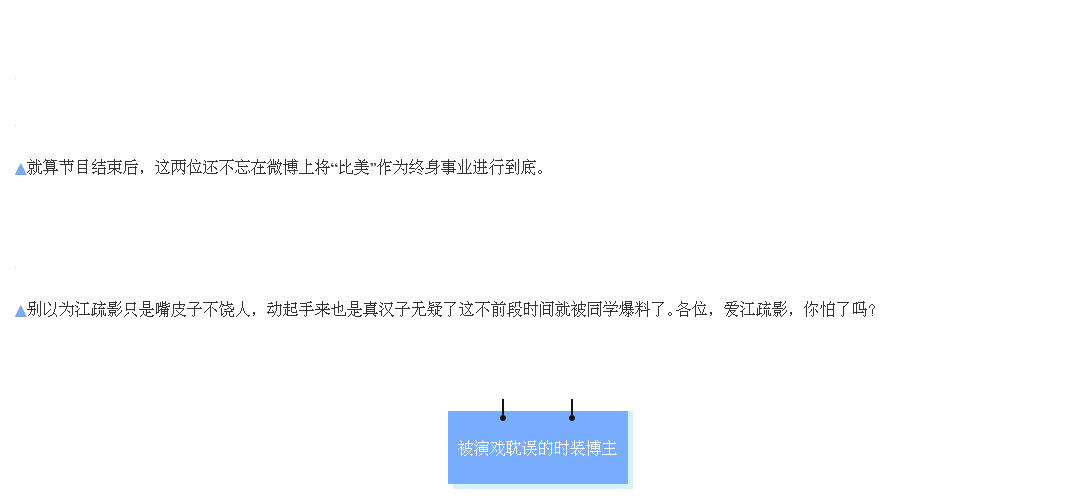 ▲就算节目结束后，这两位还不忘在微博上将“比美”作为终身事业进行到底。
▲别以为江疏影只是嘴皮子不饶人，动起手来也是真汉子无疑了这不前段时间就被同学爆料了。各位，爱江疏影，你怕了吗?
被演戏耽误的时装博主